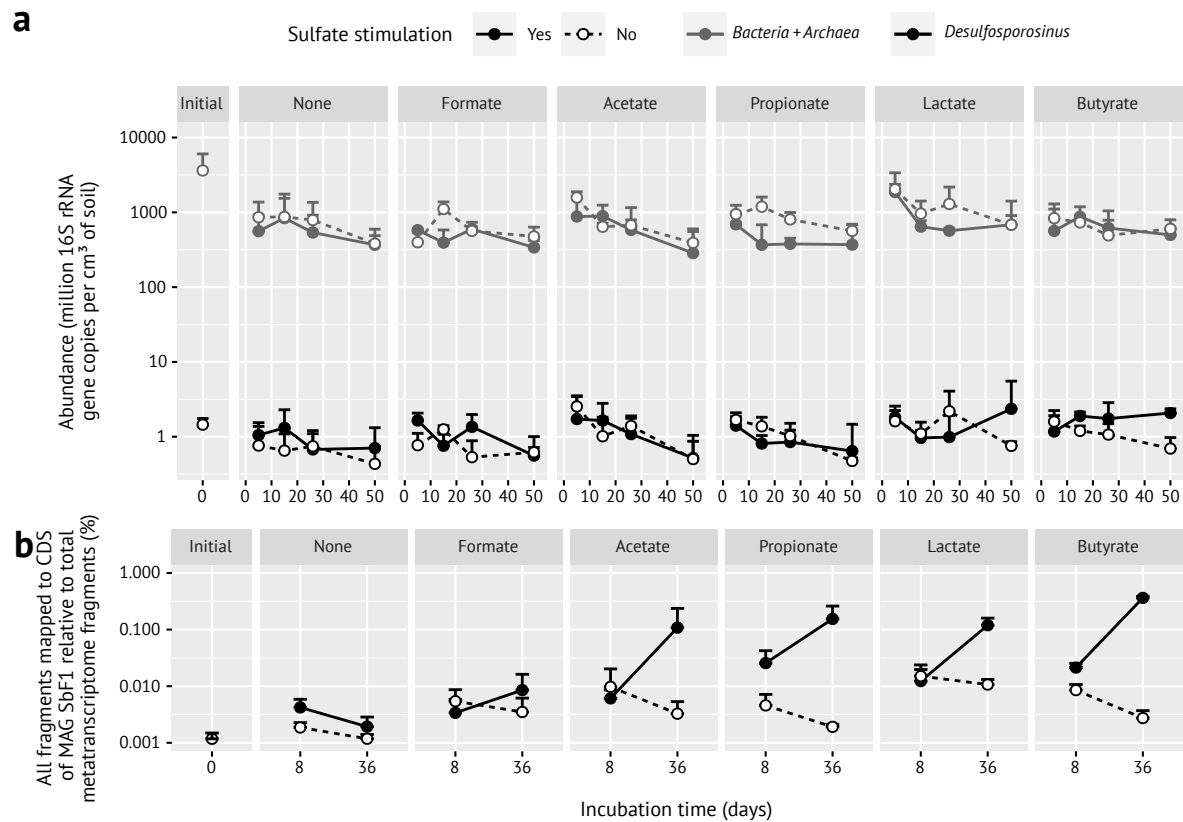 a
Sulfate stimulation Yes No Bacteria + Archaea Desulfosporosinus
Initial None Formate Acetate Propionate Lactate Butyrate
Abundance (million 16S rRNA
gene copies per cm³ of soil)
10000
1000
100
10
1
0 0 10 20 30 40 50 0 10 20 30 40 50 0 10 20 30 40 50 0 10 20 30 40 50 0 10 20 30 40 50 0 10 20 30 40 50
b
All fragments mapped to CDS
of MAG SbF1 relative to total
metatranscriptome fragments (%)
Initial None Formate Acetate Propionate Lactate Butyrate
1.000
0.100
0.010
0.001
0 8 36 8 36 8 36 8 36 8 36 8 36
Incubation time (days)